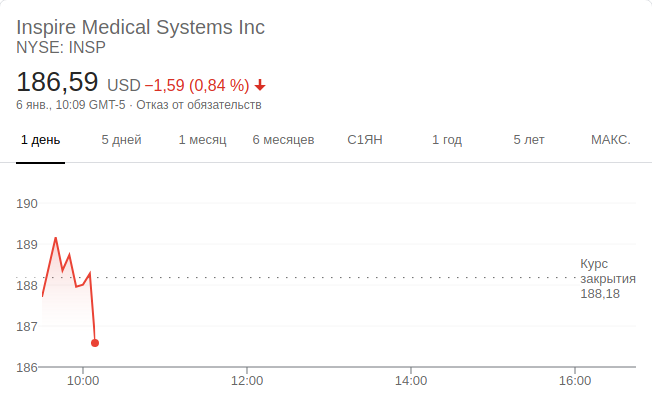 Inspire Medical Systems Inc
NYSE: INSP
186,59 USD −1,59 (0,84 %)
6 янв., 10:09 GMT-5 · Отказ от обязательств
1 день 5 дней 1 месяц 6 месяцев С1ЯН 1 год 5 лет МАКС.
190
189
Курс
закрытия
188,18
188
187
186
10:00 12:00 14:00 16:00